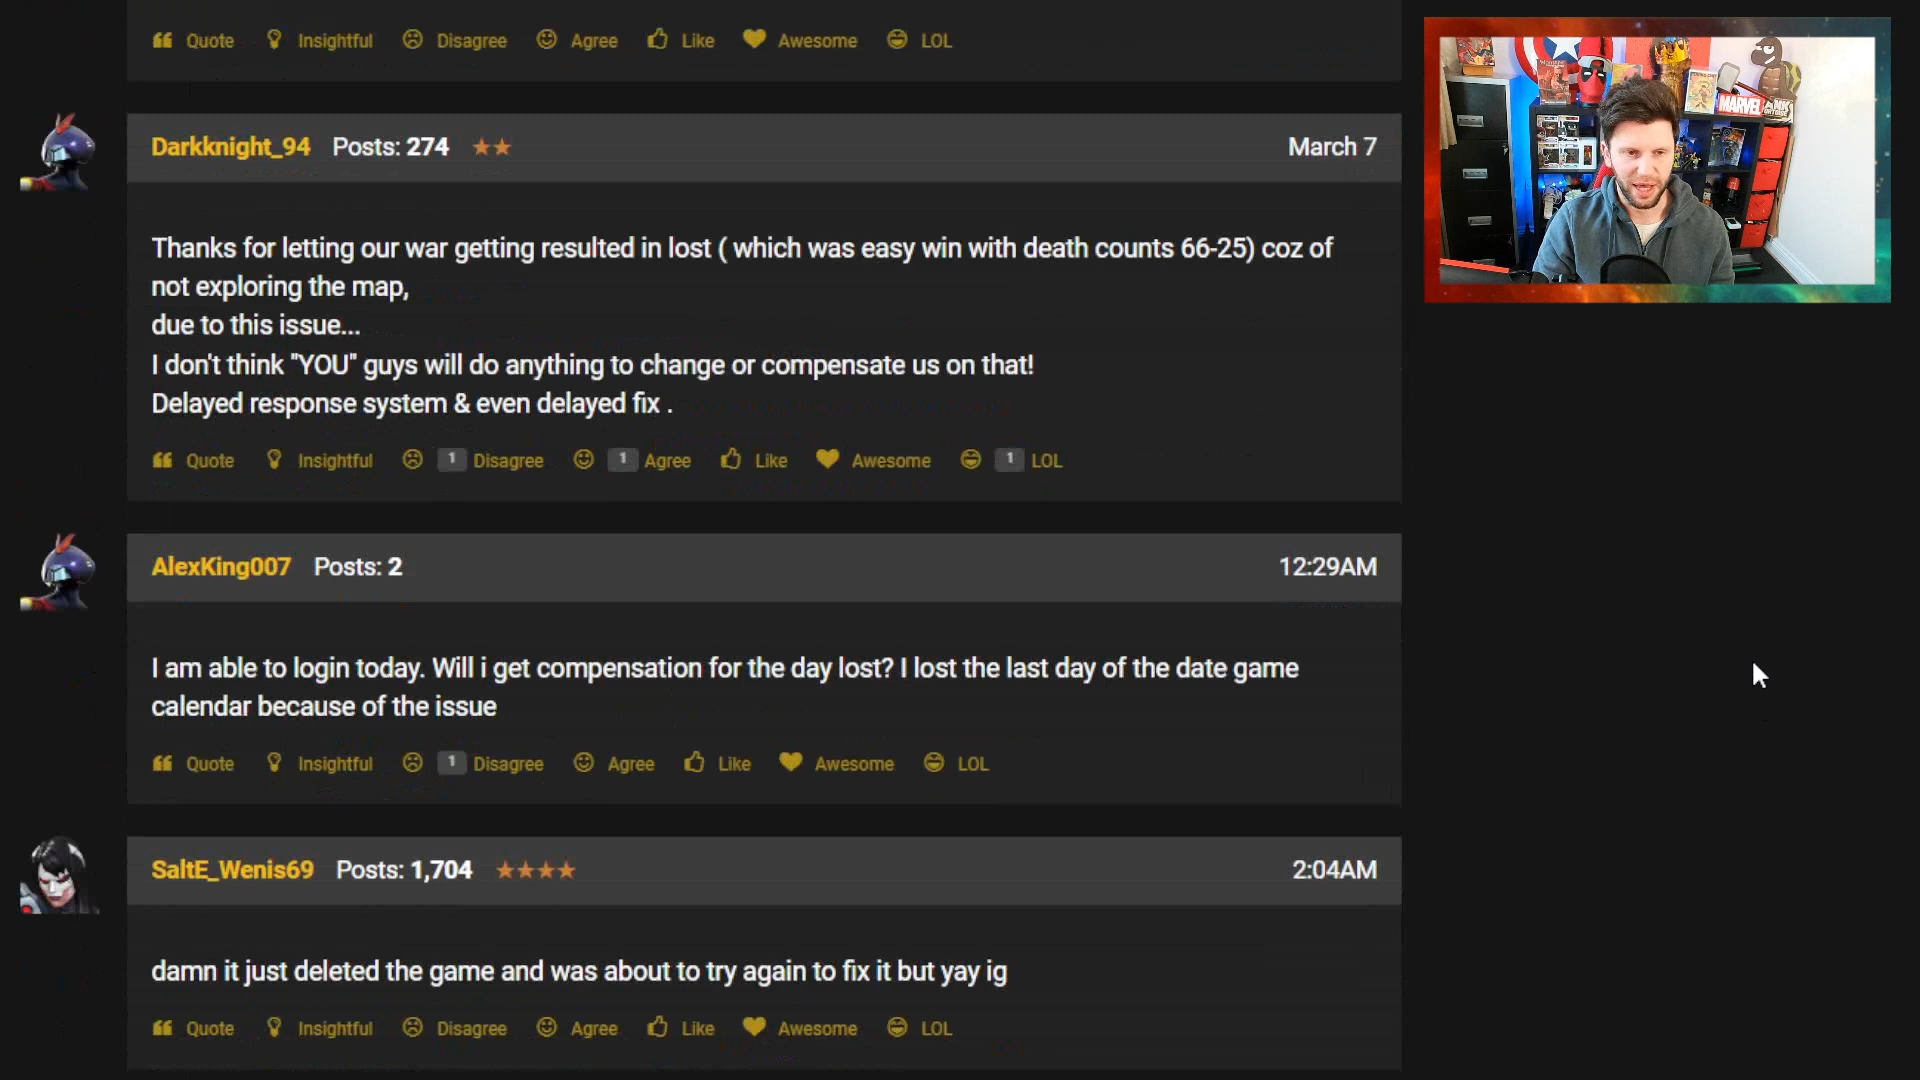 Quote Insightful Disagree Agree Like Awesome LOL
Darkknight_94 Posts: 274 March 7
Thanks for letting our war getting resulted in lost ( which was easy win with death counts 66-25) coz of
not exploring the map,
due to this issue...
I don't think "YOU" guys will do anything to change or compensate us on that!
Delayed response system & even delayed fix .
Quote Insightful 1 Disagree 1 Agree Like Awesome 1 LOL
AlexKing007 Posts: 2 12:29AM
I am able to login today. Will i get compensation for the day lost? I lost the last day of the date game
calendar because of the issue
Quote Insightful 1 Disagree Agree Like Awesome LOL
SaltE_Wenis69 Posts: 1,704 2:04AM
damn it just deleted the game and was about to try again to fix it but yay ig
Quote Insightful Disagree Agree Like Awesome LOL
MARVEL